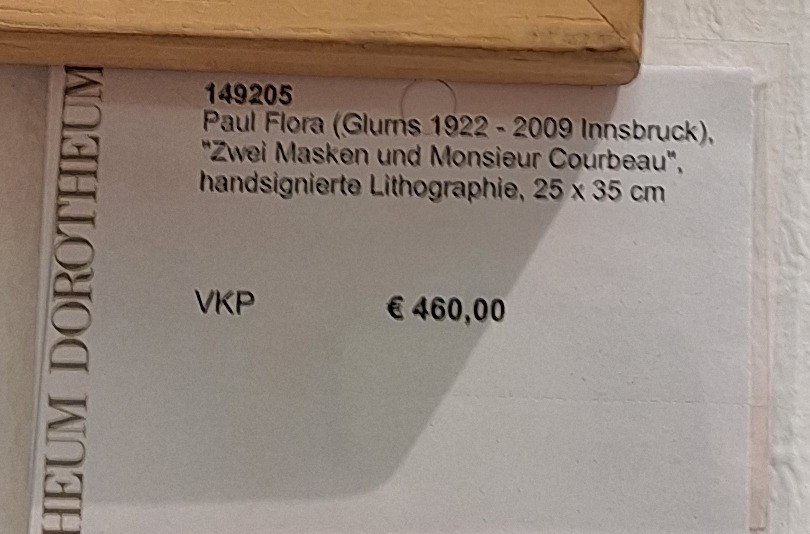 149205
Paul Flora (Glurns 1922 - 2009 Innsbruck),
"Zwei Masken und Monsieur Courbeau",
handsignierte Lithographie, 25 x 35 cm
VKP € 460,00
HEUM DOROTHEUM